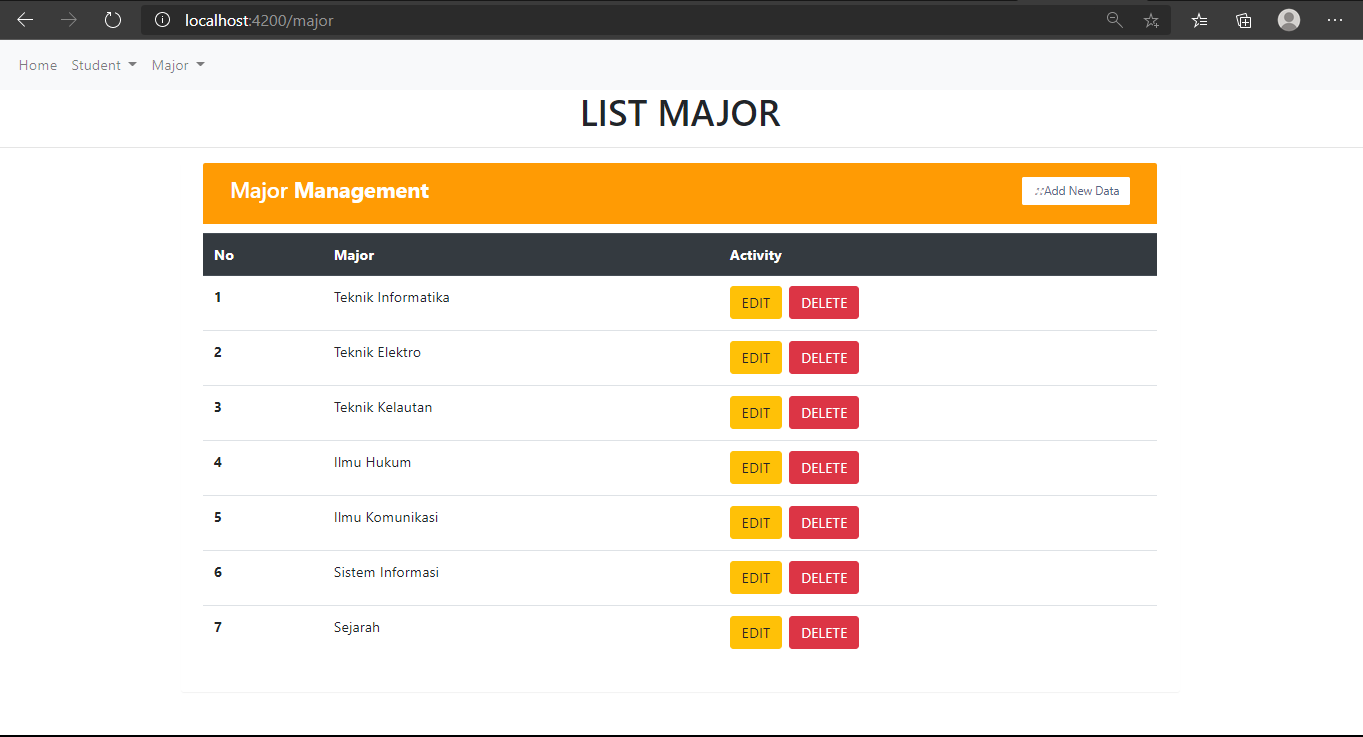 localhost:4200/major
Home Student Major
LIST MAJOR
Major Management
Add New Data
No Major Activity
1 Teknik Informatika EDIT DELETE
2 Teknik Elektro EDIT DELETE
3 Teknik Kelautan EDIT DELETE
4 Ilmu Hukum EDIT DELETE
5 Ilmu Komunikasi EDIT DELETE
6 Sistem Informasi EDIT DELETE
7 Sejarah EDIT DELETE